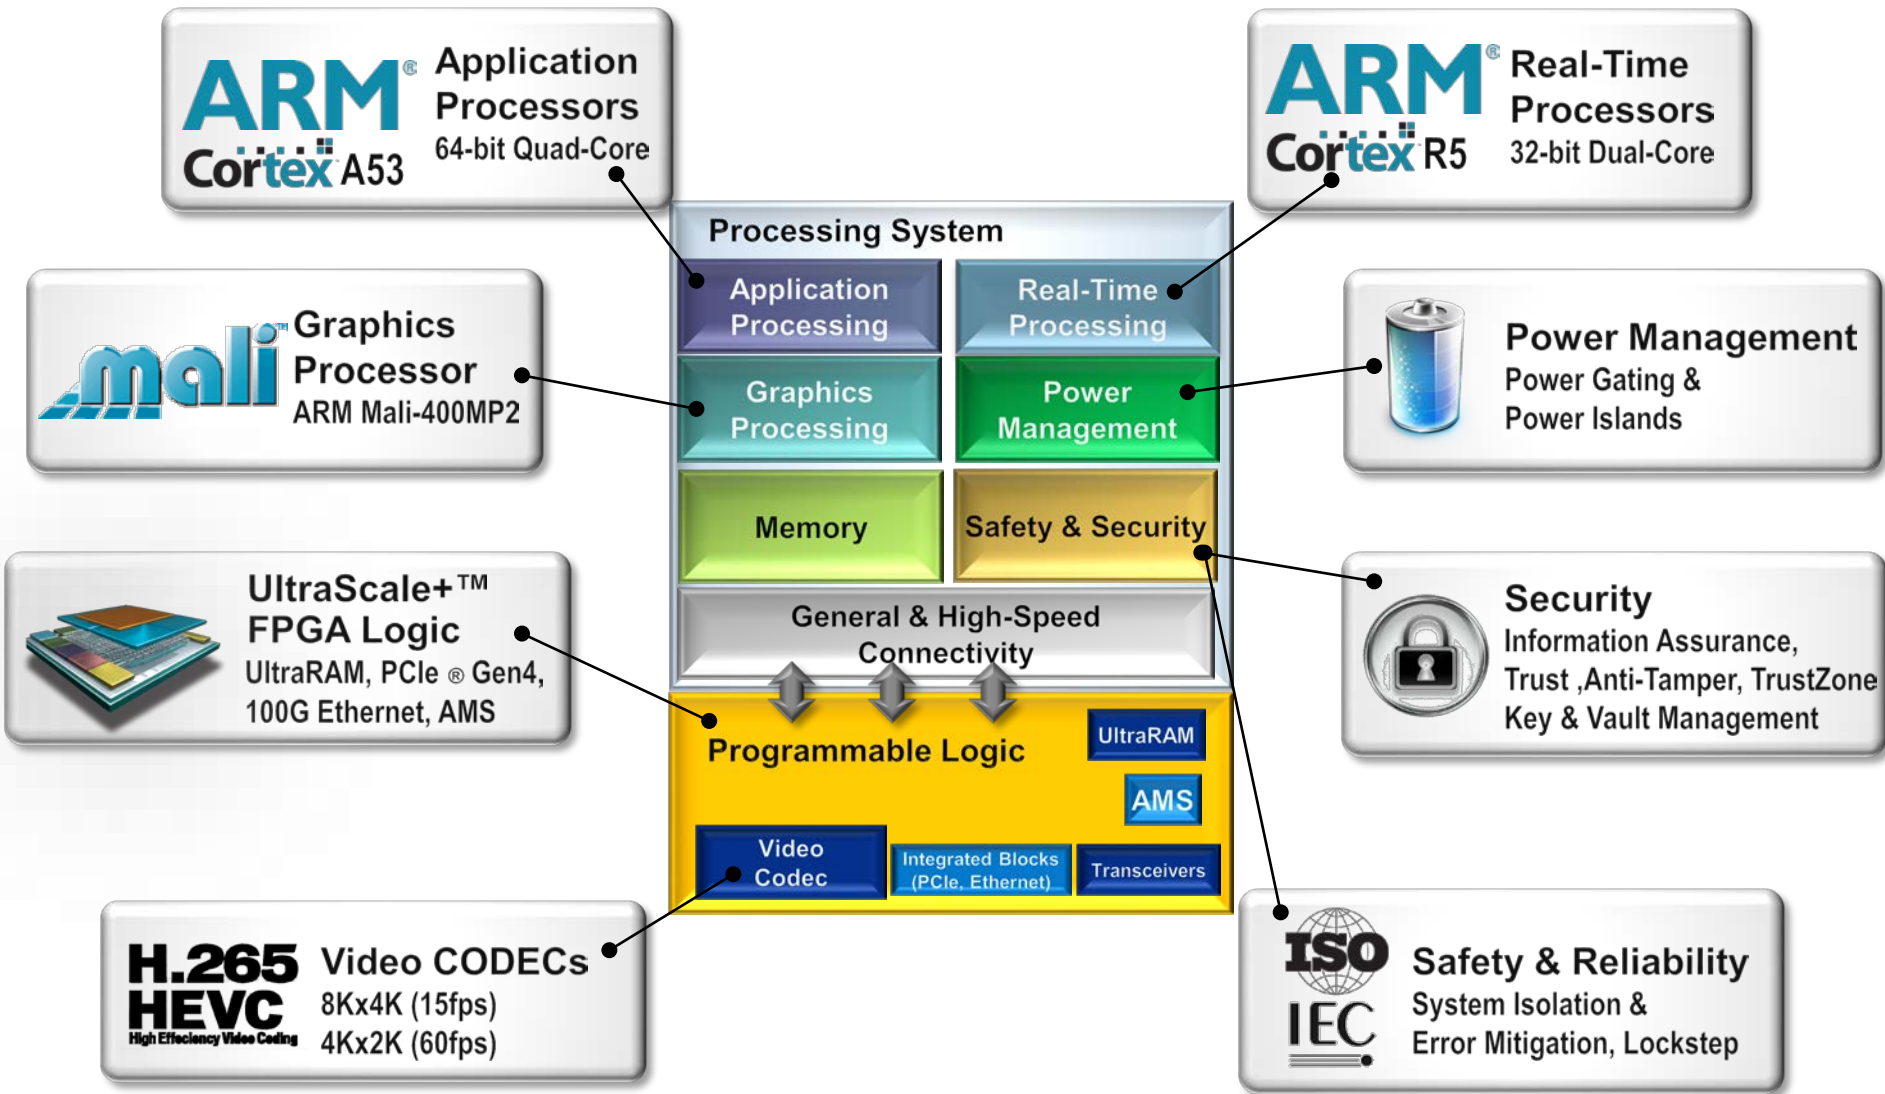 ARM®
Cortex™ A53
Application
Processors
64-bit Quad-Core
ARM®
Cortex™ R5
Real-Time
Processors
32-bit Dual-Core
mali™
Graphics
Processor
ARM Mali-400MP2
Power Management
Power Gating &
Power Islands
Processing System
Application
Processing
Real-Time
Processing
Graphics
Processing
Power
Management
Memory
Safety & Security
General & High-Speed
Connectivity
Programmable Logic
UltraRAM
AMS
Video
Codec
Integrated Blocks
(PCIe, Ethernet)
Transceivers
UltraScale+™
FPGA Logic
UltraRAM, PCIe ® Gen4,
100G Ethernet, AMS
Security
Information Assurance,
Trust ,Anti-Tamper, TrustZone
Key & Vault Management
H.265
HEVC
High Effeciency Video Coding
Video CODECs
8Kx4K (15fps)
4Kx2K (60fps)
ISO
IEC
Safety & Reliability
System Isolation &
Error Mitigation, Lockstep